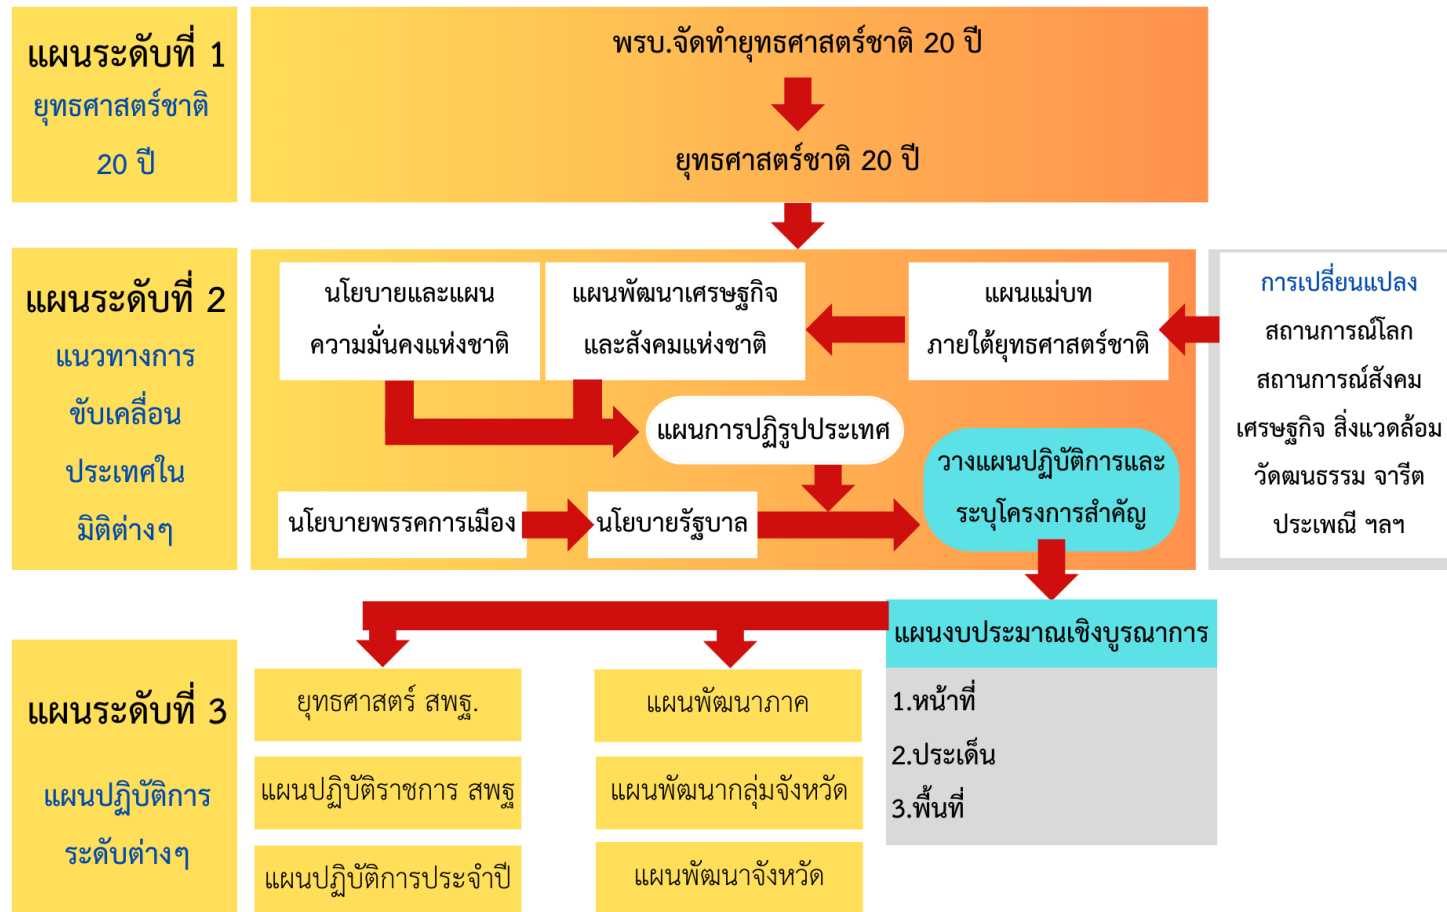 แผนระดับที่ 1
ยุทธศาสตร์ชาติ
20 ปี
พรบ.จัดทำยุทธศาสตร์ชาติ 20 ปี
ยุทธศาสตร์ชาติ 20 ปี
แผนระดับที่ 2
แนวทางการ
ขับเคลื่อน
ประเทศใน
มิติต่างๆ
นโยบายและแผน
ความมั่นคงแห่งชาติ
แผนพัฒนาเศรษฐกิจ
และสังคมแห่งชาติ
แผนแม่บท
ภายใต้ยุทธศาสตร์ชาติ
การเปลี่ยนแปลง
สถานการณ์โลก
สถานการณ์สังคม
เศรษฐกิจ สิ่งแวดล้อม
วัดฒนธรรม จารีต
ประเพณี ฯลฯ
แผนการปฏิรูปประเทศ
วางแผนปฏิบัติการและ
ระบุโครงการสำคัญ
นโยบายพรรคการเมือง
นโยบายรัฐบาล
แผนระดับที่ 3
แผนปฏิบัติการ
ระดับต่างๆ
ยุทธศาสตร์ สพฐ.
แผนปฏิบัติราชการ สพฐ
แผนปฏิบัติการประจำปี
แผนพัฒนาภาค
แผนพัฒนากลุ่มจังหวัด
แผนพัฒนาจังหวัด
แผนงบประมาณเชิงบูรณาการ
1.หน้าที่
2.ประเด็น
3.พื้นที่